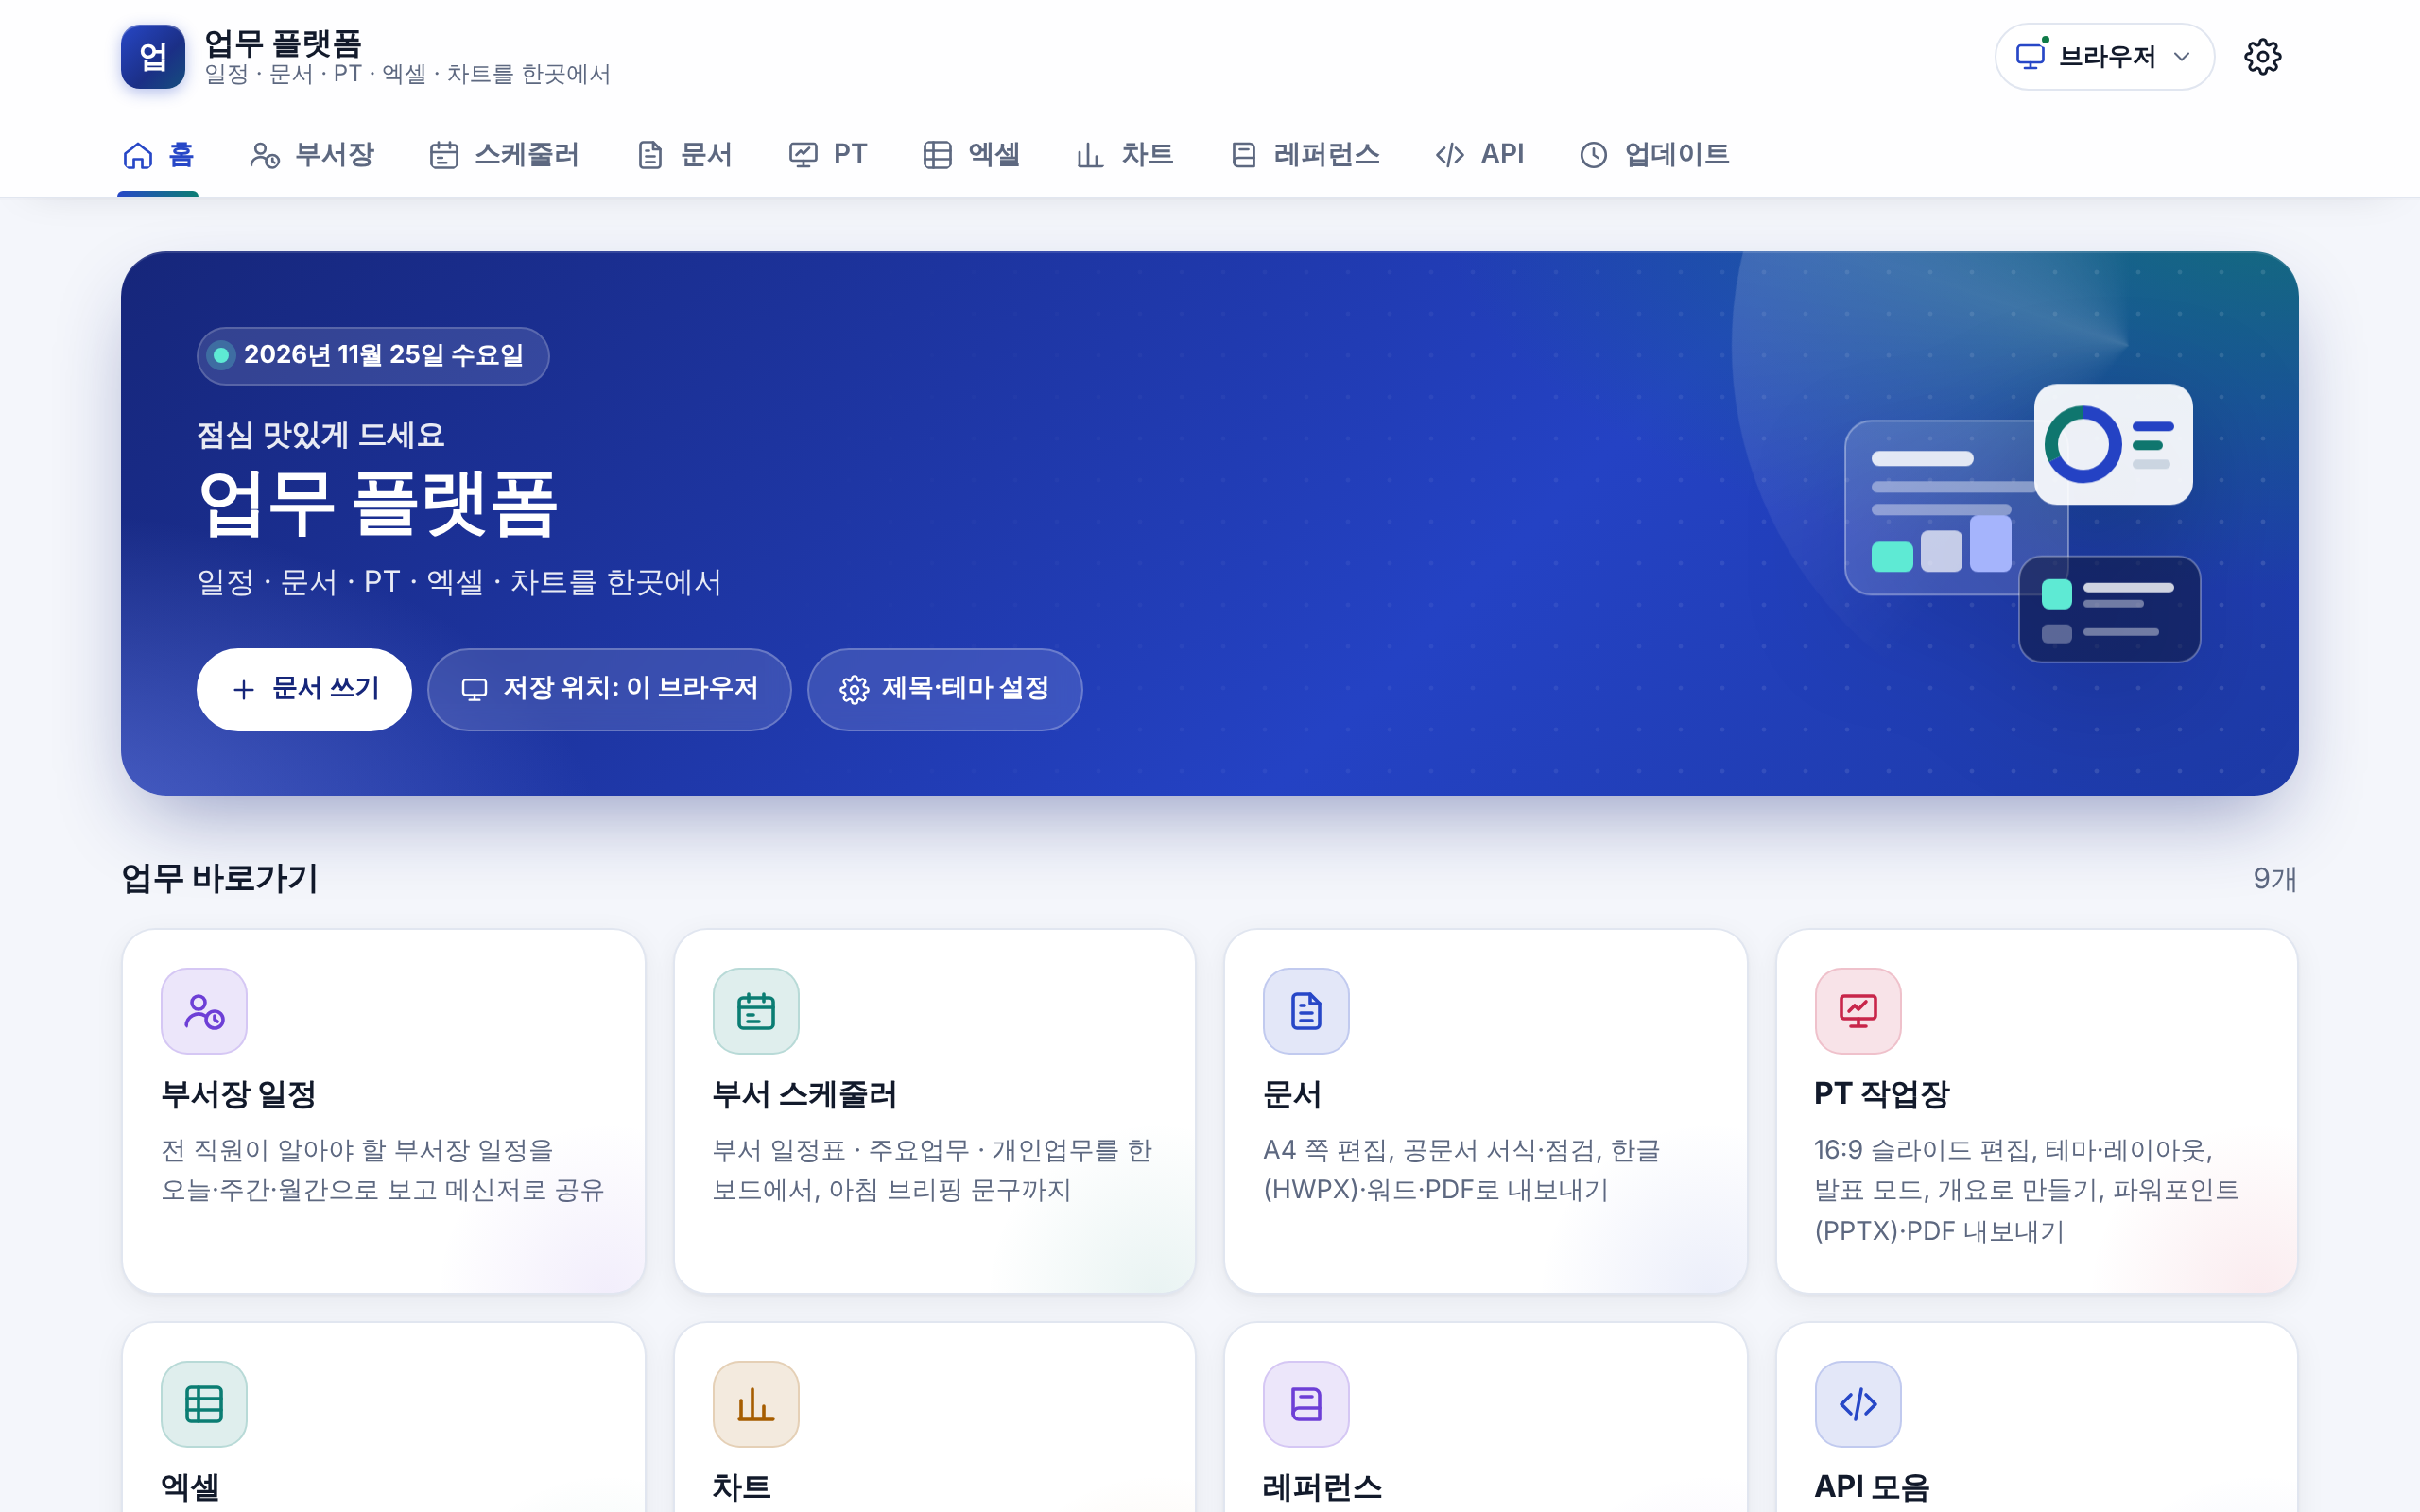 업
업무 플랫폼
일정 · 문서 · PT · 엑셀 · 차트를 한곳에서
브라우저
홈
부서장
스케줄러
문서
PT
엑셀
차트
레퍼런스
API
업데이트
2026년 11월 25일 수요일
점심 맛있게 드세요
업무 플랫폼
일정 · 문서 · PT · 엑셀 · 차트를 한곳에서
문서 쓰기
저장 위치: 이 브라우저
제목·테마 설정
업무 바로가기
9개
부서장 일정
전 직원이 알아야 할 부서장 일정을
오늘·주간·월간으로 보고 메신저로 공유
부서 스케줄러
부서 일정표 · 주요업무 · 개인업무를 한
보드에서, 아침 브리핑 문구까지
문서
A4 쪽 편집, 공문서 서식·점검, 한글
(HWPX)·워드·PDF로 내보내기
PT 작업장
16:9 슬라이드 편집, 테마·레이아웃,
발표 모드, 개요로 만들기, 파워포인트
(PPTX)·PDF 내보내기
엑셀
차트
레퍼런스
API 모음